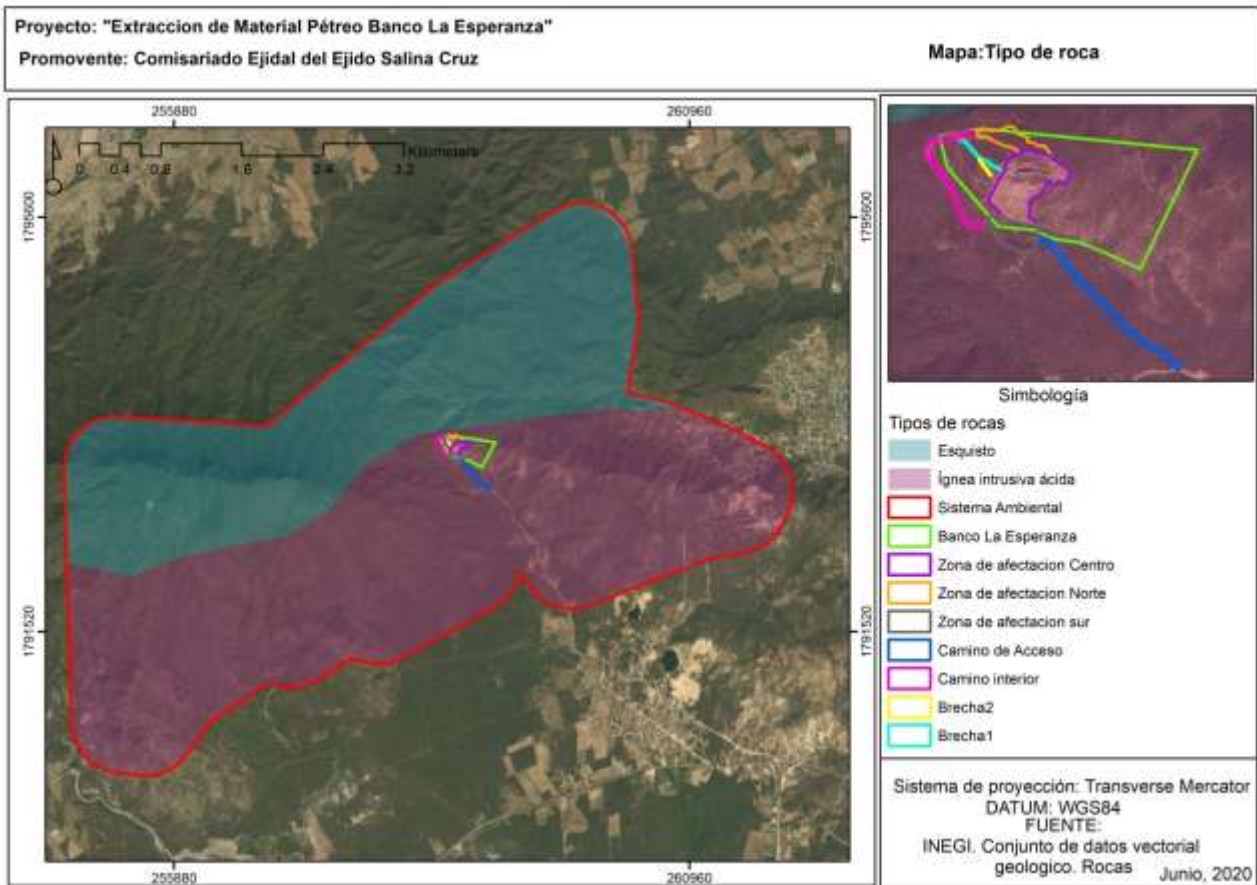 Proyecto: "Extraccion de Material Pétreo Banco La Esperanza"
Promovente: Comisariado Ejidal del Ejido Salina Cruz
Mapa:Tipo de roca
255880
260960
Kilometers
0 0.4 0.8 1.6 2.4 3.2
1795600
1795600
1791520
1791520
255880
260960
Simbología
Tipos de rocas
Esquisto
Ígnea intrusiva ácida
Sistema Ambiental
Banco La Esperanza
Zona de afectacion Centro
Zona de afectacion Norte
Zona de afectacion sur
Camino de Acceso
Camino interior
Brecha2
Brecha1
Sistema de proyección: Transverse Mercator
DATUM: WGS84
FUENTE:
INEGI. Conjunto de datos vectorial
geologico. Rocas
Junio, 2020